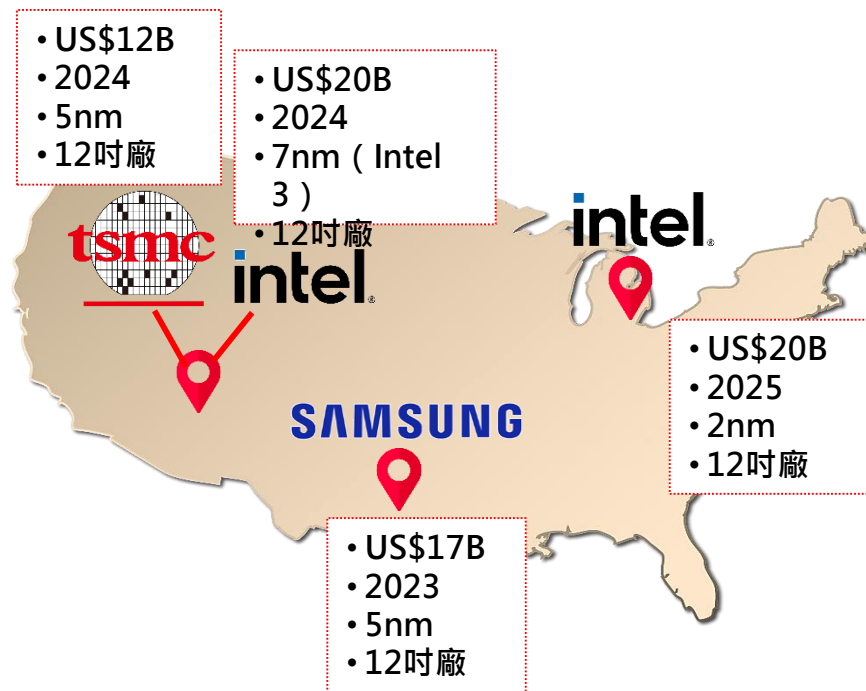 • US$12B
• 2024
• 5nm
• 12吋廠
• US$20B
• 2024
• 7nm（Intel
3）
• 12吋廠
tsmc
intel®
intel®
SAMSUNG
• US$20B
• 2025
• 2nm
• 12吋廠
• US$17B
• 2023
• 5nm
• 12吋廠